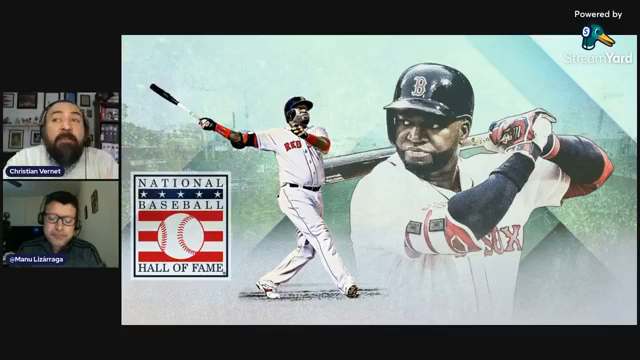 Powered by
S
StreamYard
B
RED
SOX
NATIONAL
BASEBALL
HALL OF FAME
Christian Vernet
@Manu Lizárraga